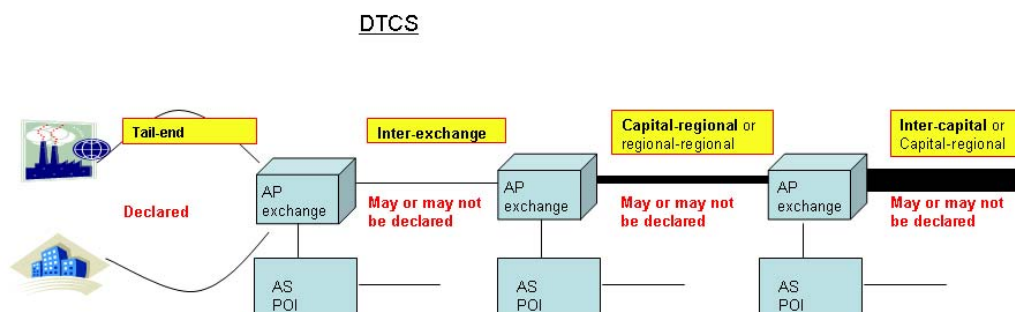 DTCS
Tail-end
Inter-exchange
Capital-regional or
regional-regional
Inter-capital or
Capital-regional
Declared
AP
exchange
May or may not
be declared
AP
exchange
May or may not
be declared
AP
exchange
May or may not
be declared
AS
POI
AS
POI
AS
POI